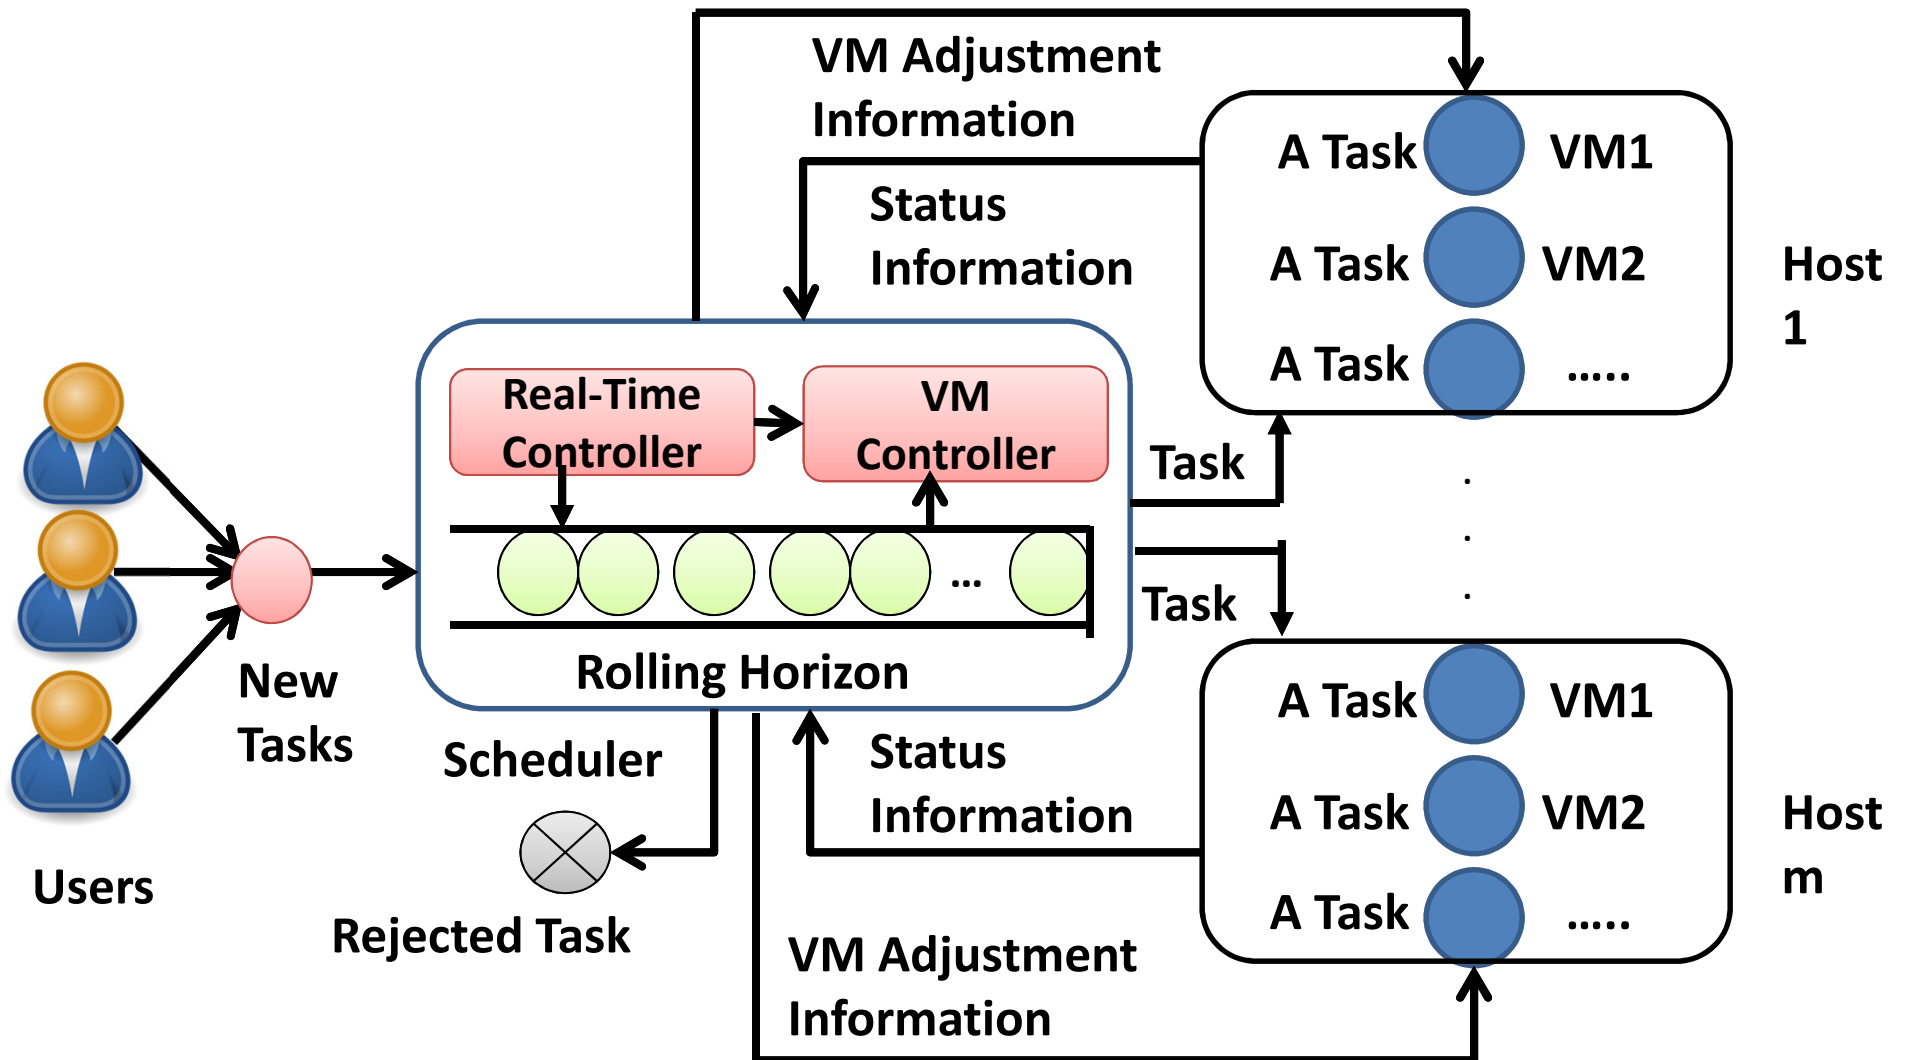 VM Adjustment
Information
Status
Information
A Task VM1
A Task VM2
A Task .....
Host
1
Real-Time
Controller
VM
Controller
...
Rolling Horizon
Task
Task
.
.
.
New
Tasks
Users
Scheduler
Rejected Task
Status
Information
VM Adjustment
Information
A Task VM1
A Task VM2
A Task .....
Host
m